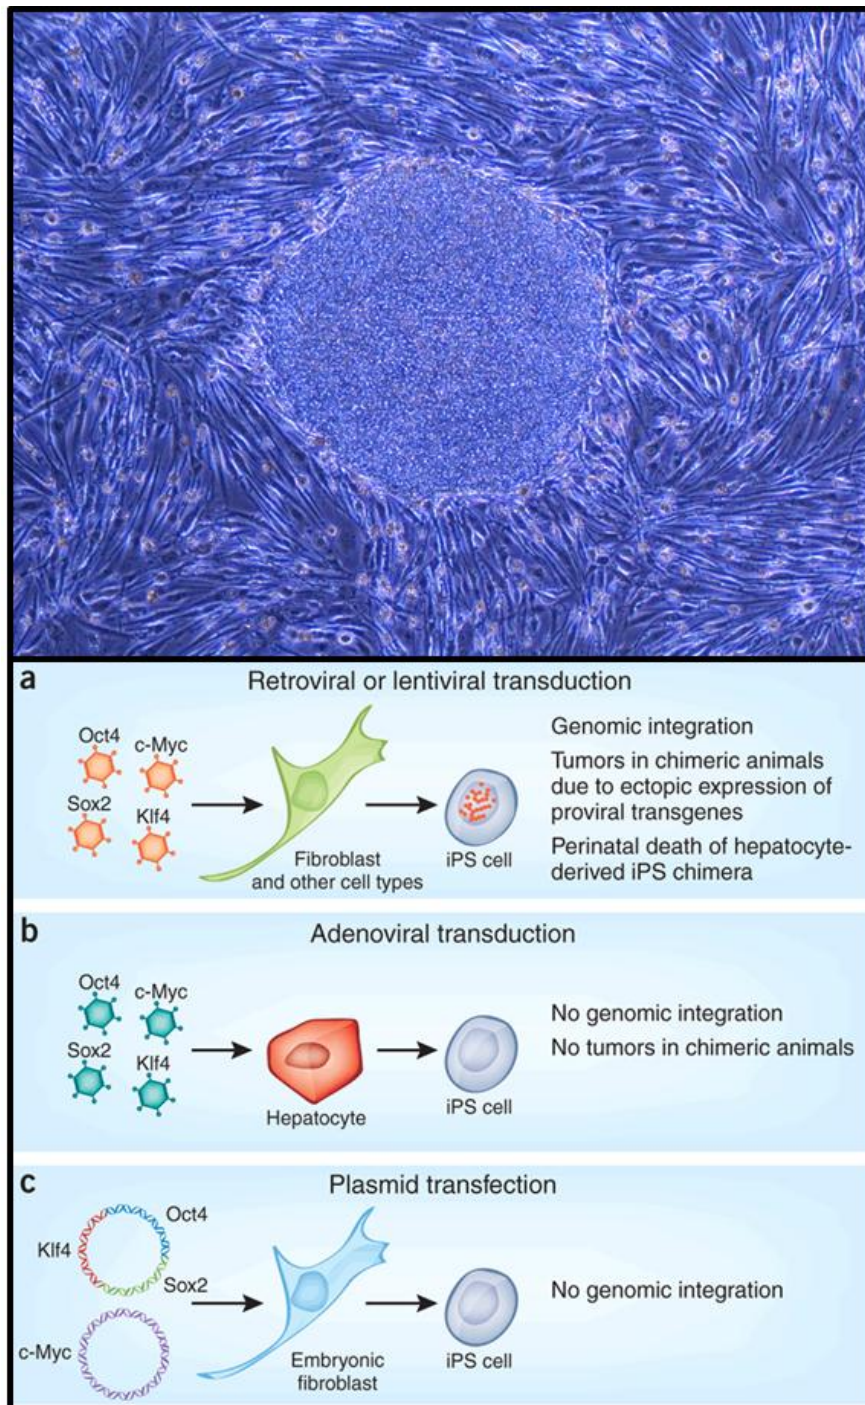 a
Retroviral or lentiviral transduction
Oct4
c-Myc
Sox2
Klf4
Fibroblast
and other cell types
iPS cell
Genomic integration
Tumors in chimeric animals
due to ectopic expression of
proviral transgenes
Perinatal death of hepatocyte-
derived iPS chimera
b
Adenoviral transduction
Oct4
c-Myc
Sox2
Klf4
Hepatocyte
iPS cell
No genomic integration
No tumors in chimeric animals
c
Plasmid transfection
Oct4
Klf4
Sox2
c-Myc
Embryonic
fibroblast
iPS cell
No genomic integration